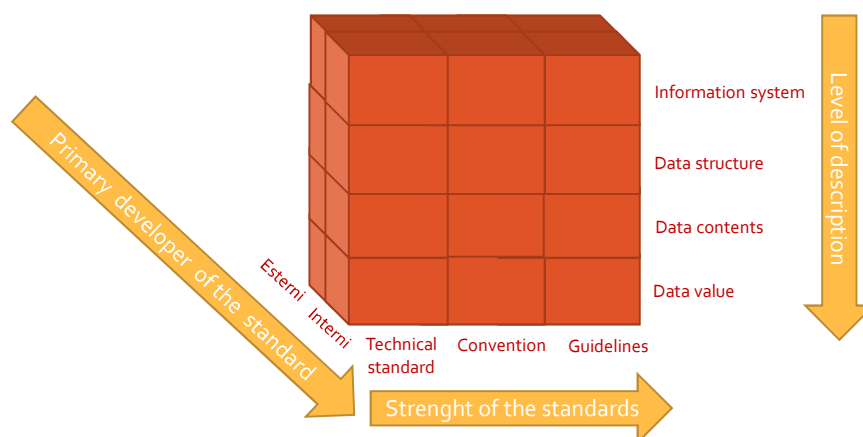 Information system
Data structure
Data contents
Data value
Level of description
Primary developer of the standard
Esterni
Interni
Technical
standard
Convention
Guidelines
Strenght of the standards